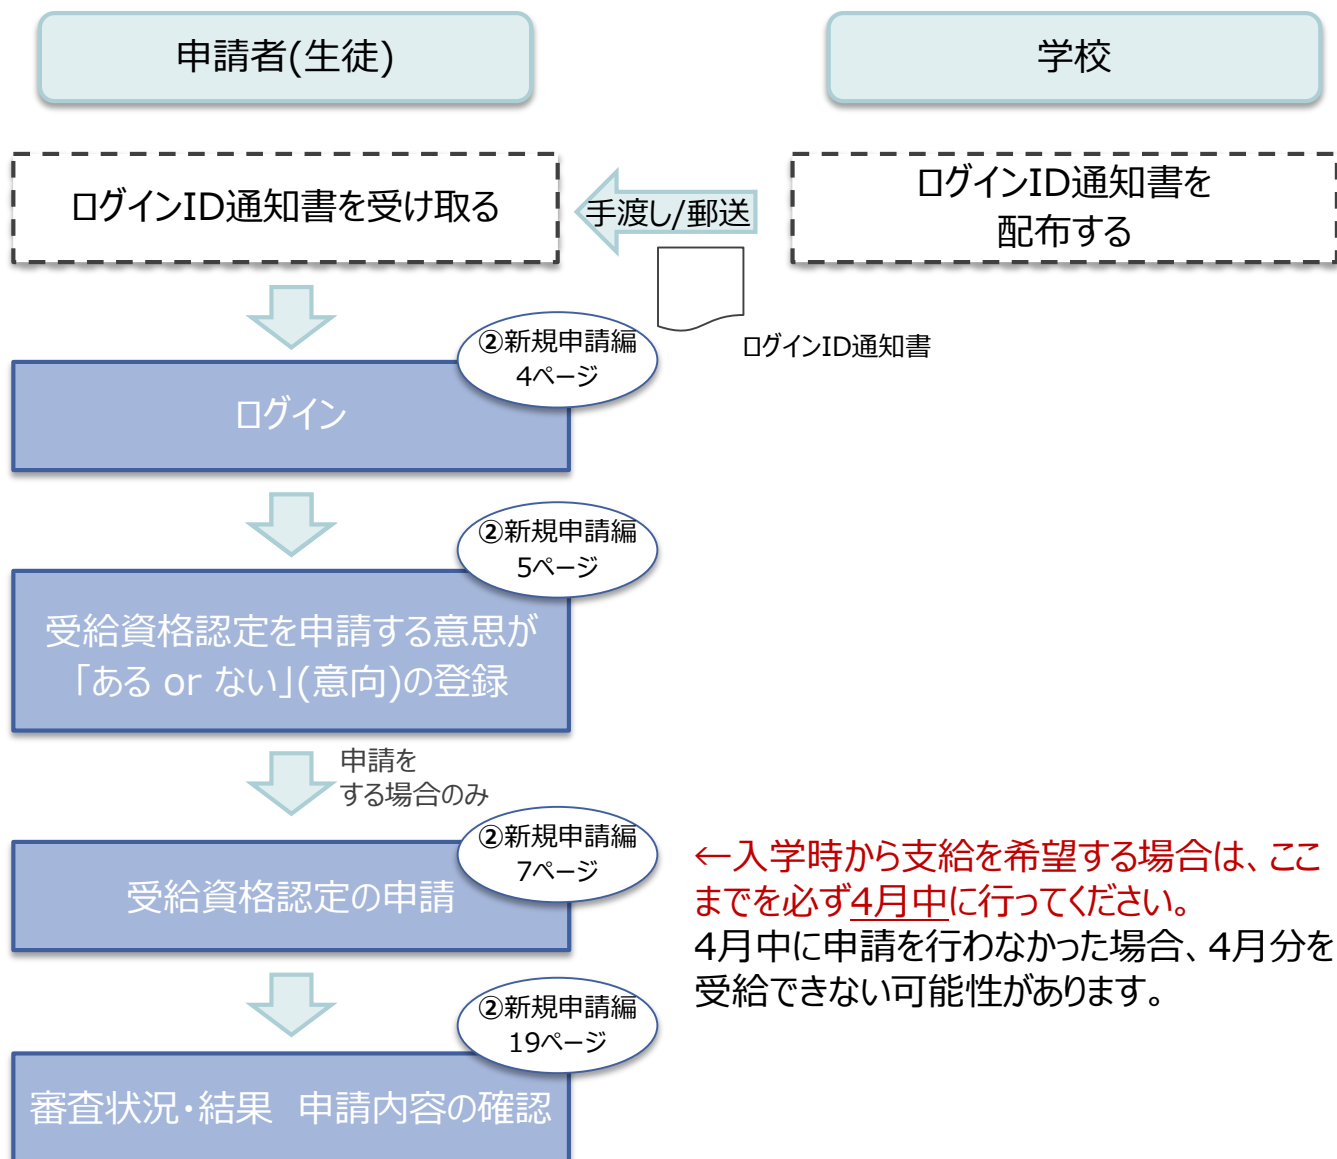 申請者(生徒)
学校
ログインID通知書を受け取る
手渡し/郵送
ログインID通知書を
配布する
ログインID通知書
②新規申請編
4ページ
ログイン
②新規申請編
5ページ
受給資格認定を申請する意思が
「ある or ない」(意向)の登録
申請を
する場合のみ
②新規申請編
7ページ
受給資格認定の申請
←入学時から支給を希望する場合は、ここ
までを必ず4月中に行ってください。
4月中に申請を行わなかった場合、4月分を
受給できない可能性があります。
②新規申請編
19ページ
審査状況・結果　申請内容の確認